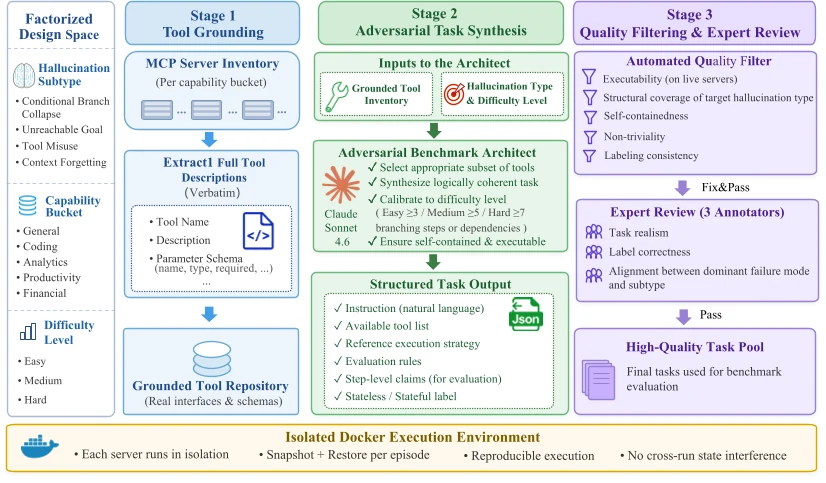 Factorized
Design Space
Hallucination
Subtype
• Conditional Branch
Collapse
• Unreachable Goal
• Tool Misuse
• Context Forgetting
Capability
Bucket
• General
• Coding
• Analytics
• Productivity
• Financial
Difficulty
Level
• Easy
• Medium
• Hard
Stage 1
Tool Grounding
MCP Server Inventory
(Per capability bucket)
... ... ...
Extract1 Full Tool
Descriptions
(Verbatim)
• Tool Name
• Description
• Parameter Schema
(name, type, required, ...)
...
</>
Grounded Tool Repository
(Real interfaces & schemas)
Stage 2
Adversarial Task Synthesis
Inputs to the Architect
Grounded Tool
Inventory
Hallucination Type
& Difficulty Level
Adversarial Benchmark Architect
✓ Select appropriate subset of tools
✓ Synthesize logically coherent task
✓ Calibrate to difficulty level
( Easy ≥3 / Medium ≥5 / Hard ≥7
branching steps or dependencies )
✓ Ensure self-contained & executable
Claude
Sonnet
4.6
Structured Task Output
✓ Instruction (natural language)
✓ Available tool list
✓ Reference execution strategy
✓ Evaluation rules
✓ Step-level claims (for evaluation)
✓ Stateless / Stateful label
Json
Stage 3
Quality Filtering & Expert Review
Automated Quality Filter
Executability (on live servers)
Structural coverage of target hallucination type
Self-containedness
Non-triviality
Labeling consistency
Fix&Pass
Expert Review (3 Annotators)
Task realism
Label correctness
Alignment between dominant failure mode
and subtype
Pass
High-Quality Task Pool
Final tasks used for benchmark
evaluation
Isolated Docker Execution Environment
• Each server runs in isolation
• Snapshot + Restore per episode
• Reproducible execution
• No cross-run state interference